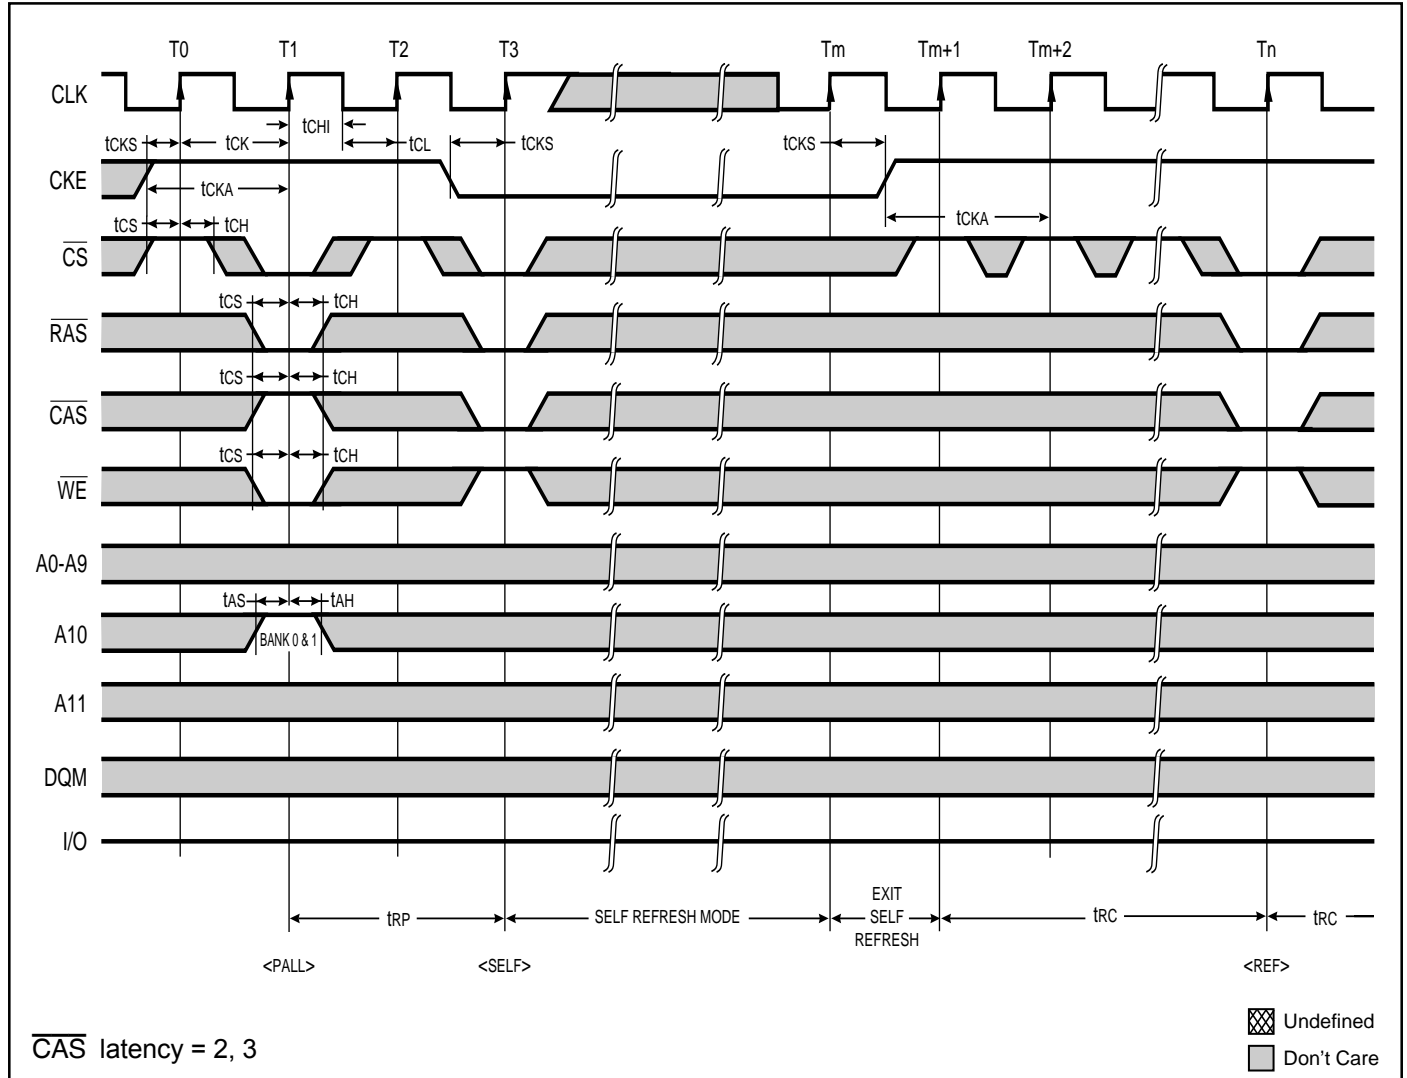 T0 T1 T2 T3 Tm Tm+1 Tm+2 Tn
CLK
tCHI
tCKS tCK tCL tCKS tCKS
CKE
tCKA
tCKA
tCS tCH
CS
tCS tCH
RAS
tCS tCH
CAS
tCS tCH
WE
A0-A9
tAS tAH
A10 BANK 0 & 1
A11
DQM
I/O
EXIT
tRP SELF REFRESH MODE SELF tRC tRC
REFRESH
<PALL> <SELF> <REF>
Undefined
CAS latency = 2, 3
Don't Care